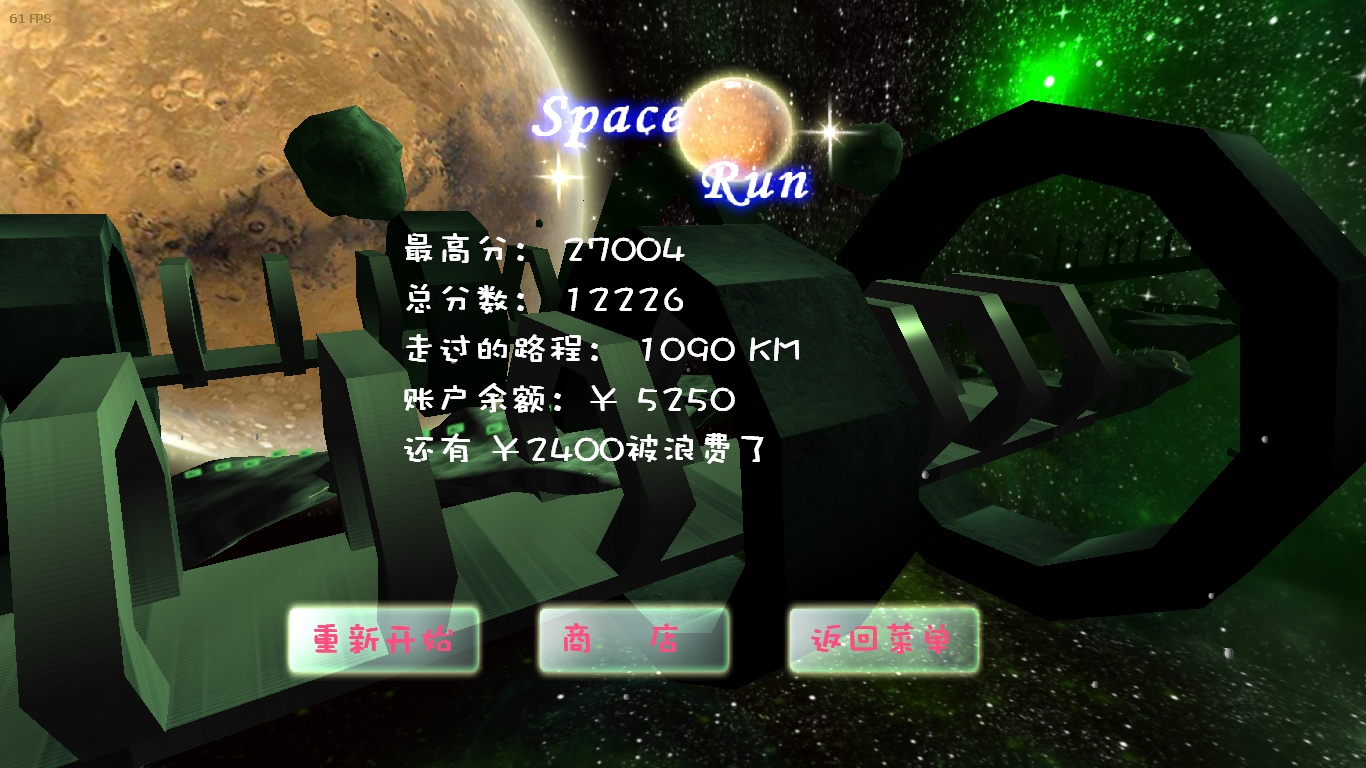 61 FPS
Space
Run
最高分： 27004
总分数： 12226
走过的路程： 1090 KM
账户余额：￥ 5250
还有 ￥2400被浪费了
重新开始 商 店 返回菜单